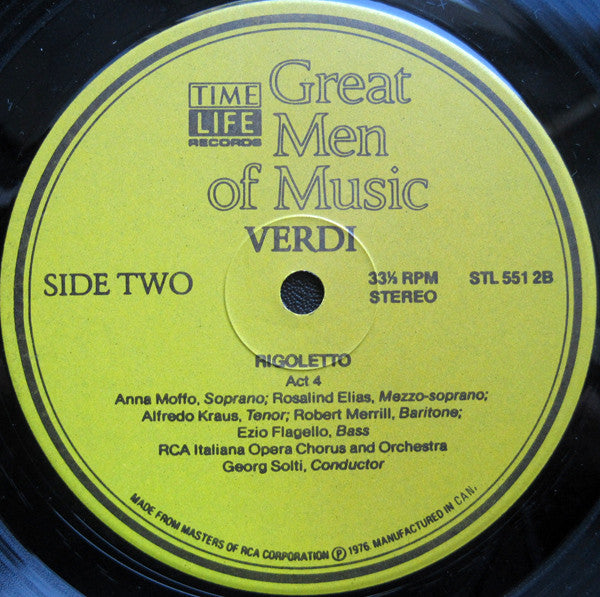 TIME
LIFE
RECORDS
Great
Men
of Music
VERDI
SIDE TWO
33⅓ RPM
STEREO
STL 551 2B
RIGOLETTO
Act 4
Anna Moffo, Soprano; Rosalind Elias, Mezzo-soprano;
Alfredo Kraus, Tenor; Robert Merrill, Baritone;
Ezio Flagello, Bass
RCA Italiana Opera Chorus and Orchestra
Georg Solti, Conductor
MADE FROM MASTERS OF RCA CORPORATION ℗ 1976. MANUFACTURED IN CAN.